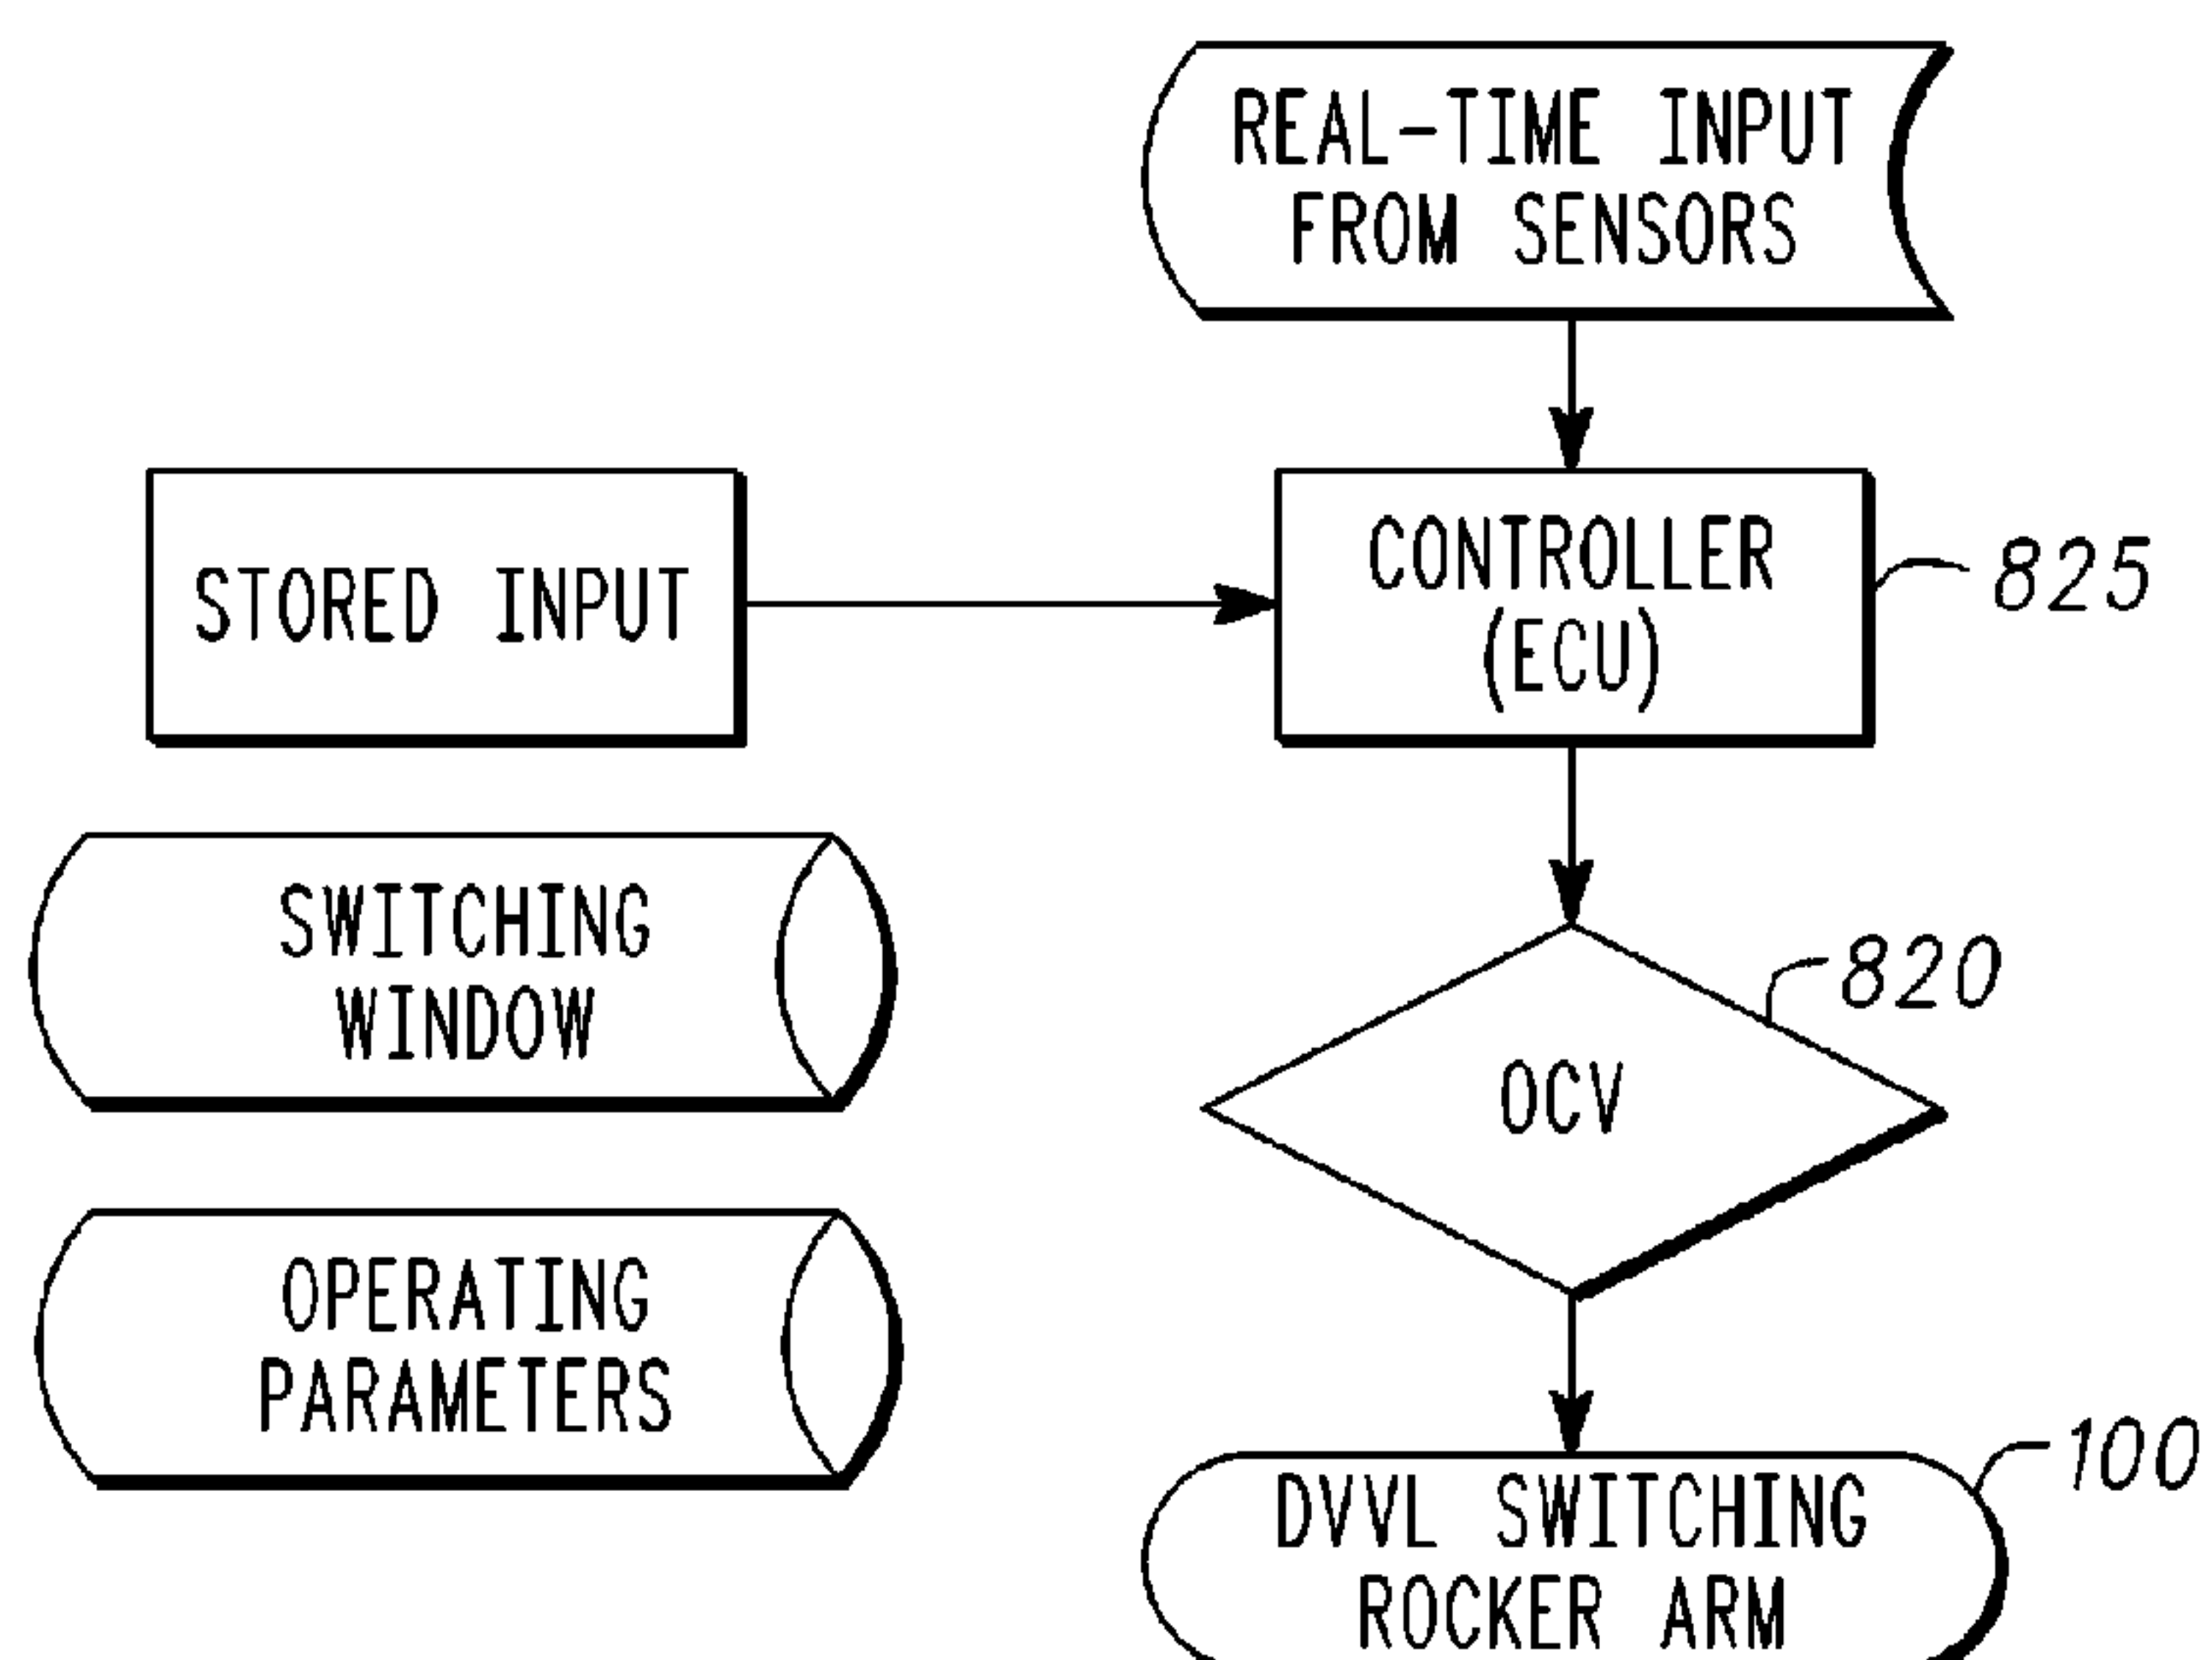 REAL-TIME INPUT
FROM SENSORS
STORED INPUT
CONTROLLER
(ECU)
825
SWITCHING
WINDOW
820
OCV
OPERATING
PARAMETERS
100
DVVL SWITCHING
ROCKER ARM